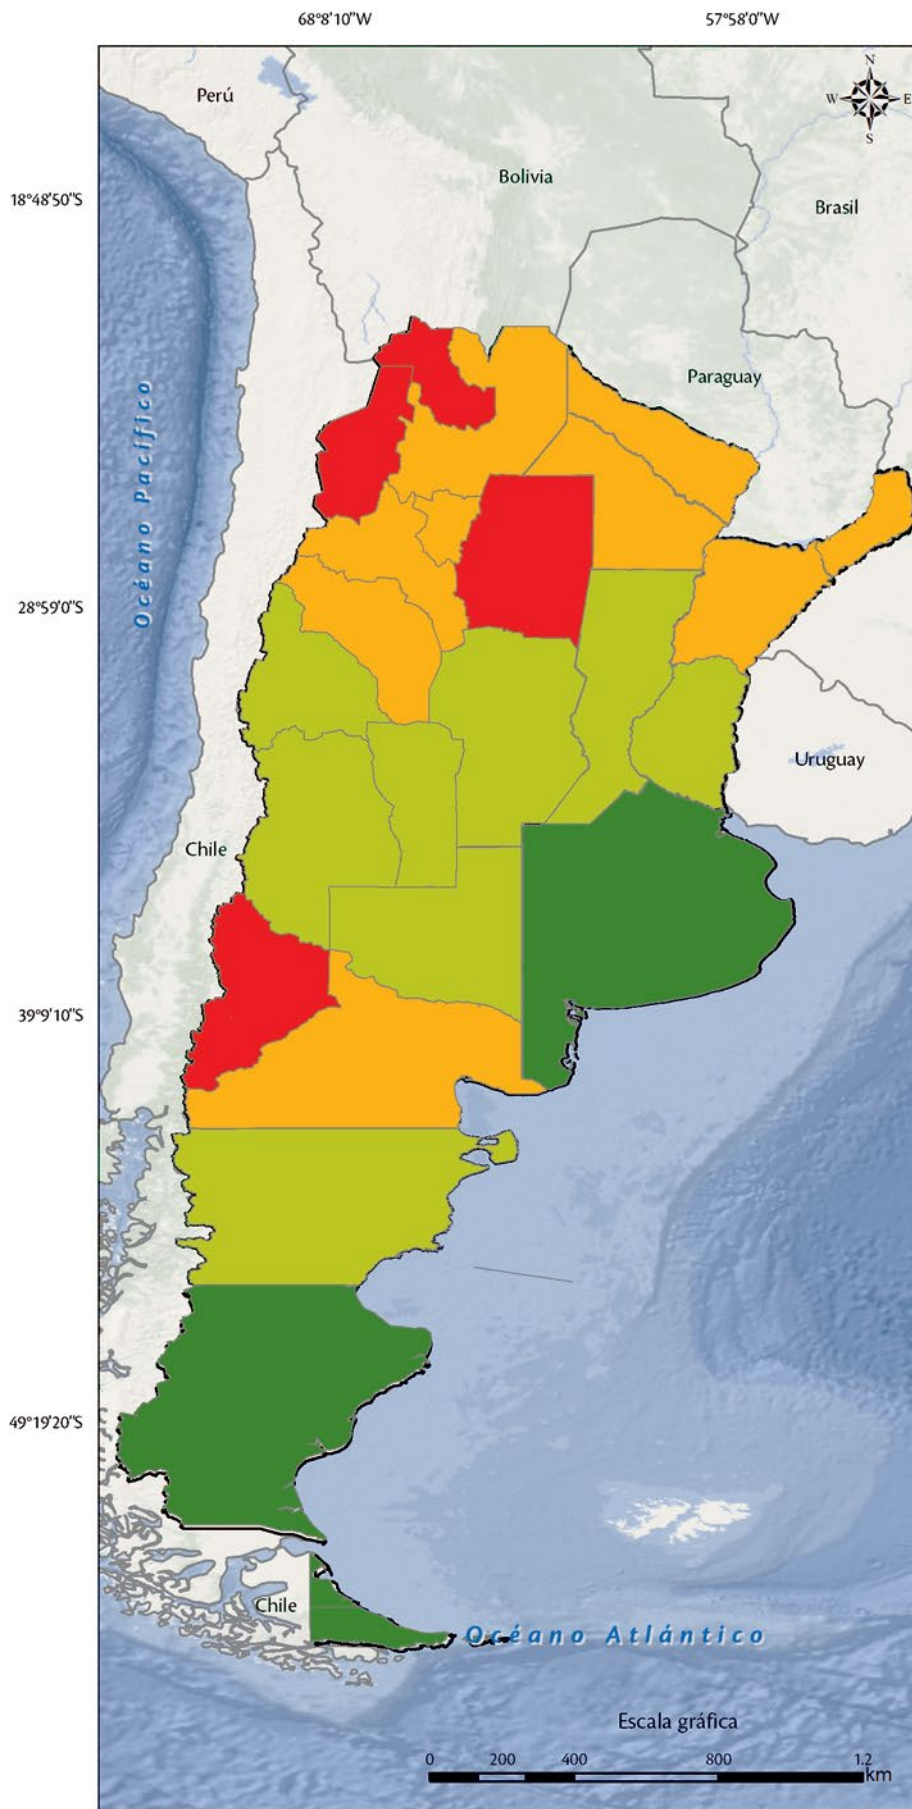 68°8'10"W
57°58'0"W
N
W
E
S
Perú
Bolivia
Brasil
18°48'50"S
Paraguay
Océano Pacífico
28°59'0"S
Uruguay
Chile
39°9'10"S
49°19'20"S
Chile
Océano Atlántico
Escala gráfica
0 200 400 800 1.2
km